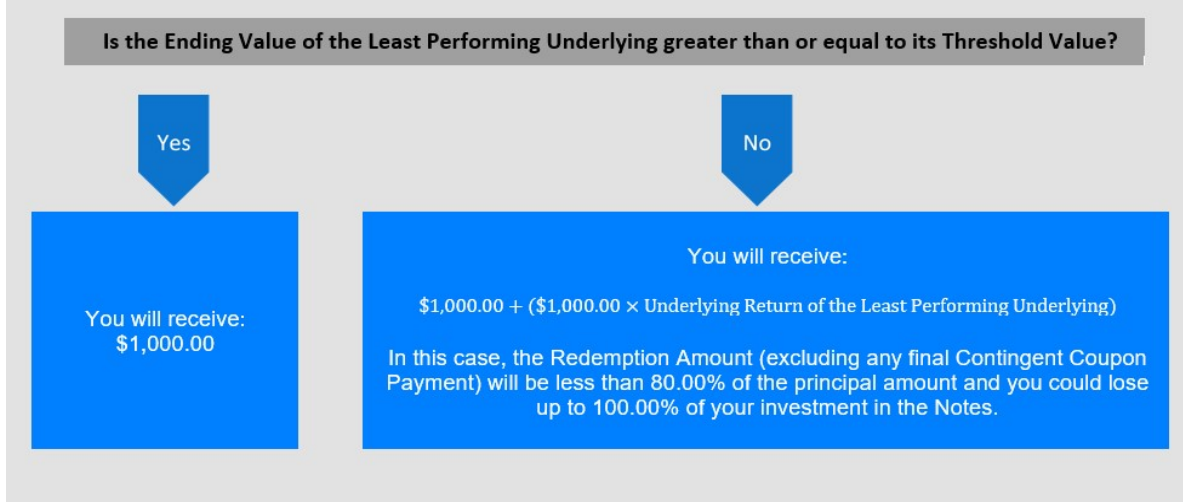 Is the Ending Value of the Least Performing Underlying greater than or equal to its Threshold Value?
Yes
No
You will receive:
$1,000.00
You will receive:
$1,000.00 + ($1,000.00 × Underlying Return of the Least Performing Underlying)
In this case, the Redemption Amount (excluding any final Contingent Coupon
Payment) will be less than 80.00% of the principal amount and you could lose
up to 100.00% of your investment in the Notes.